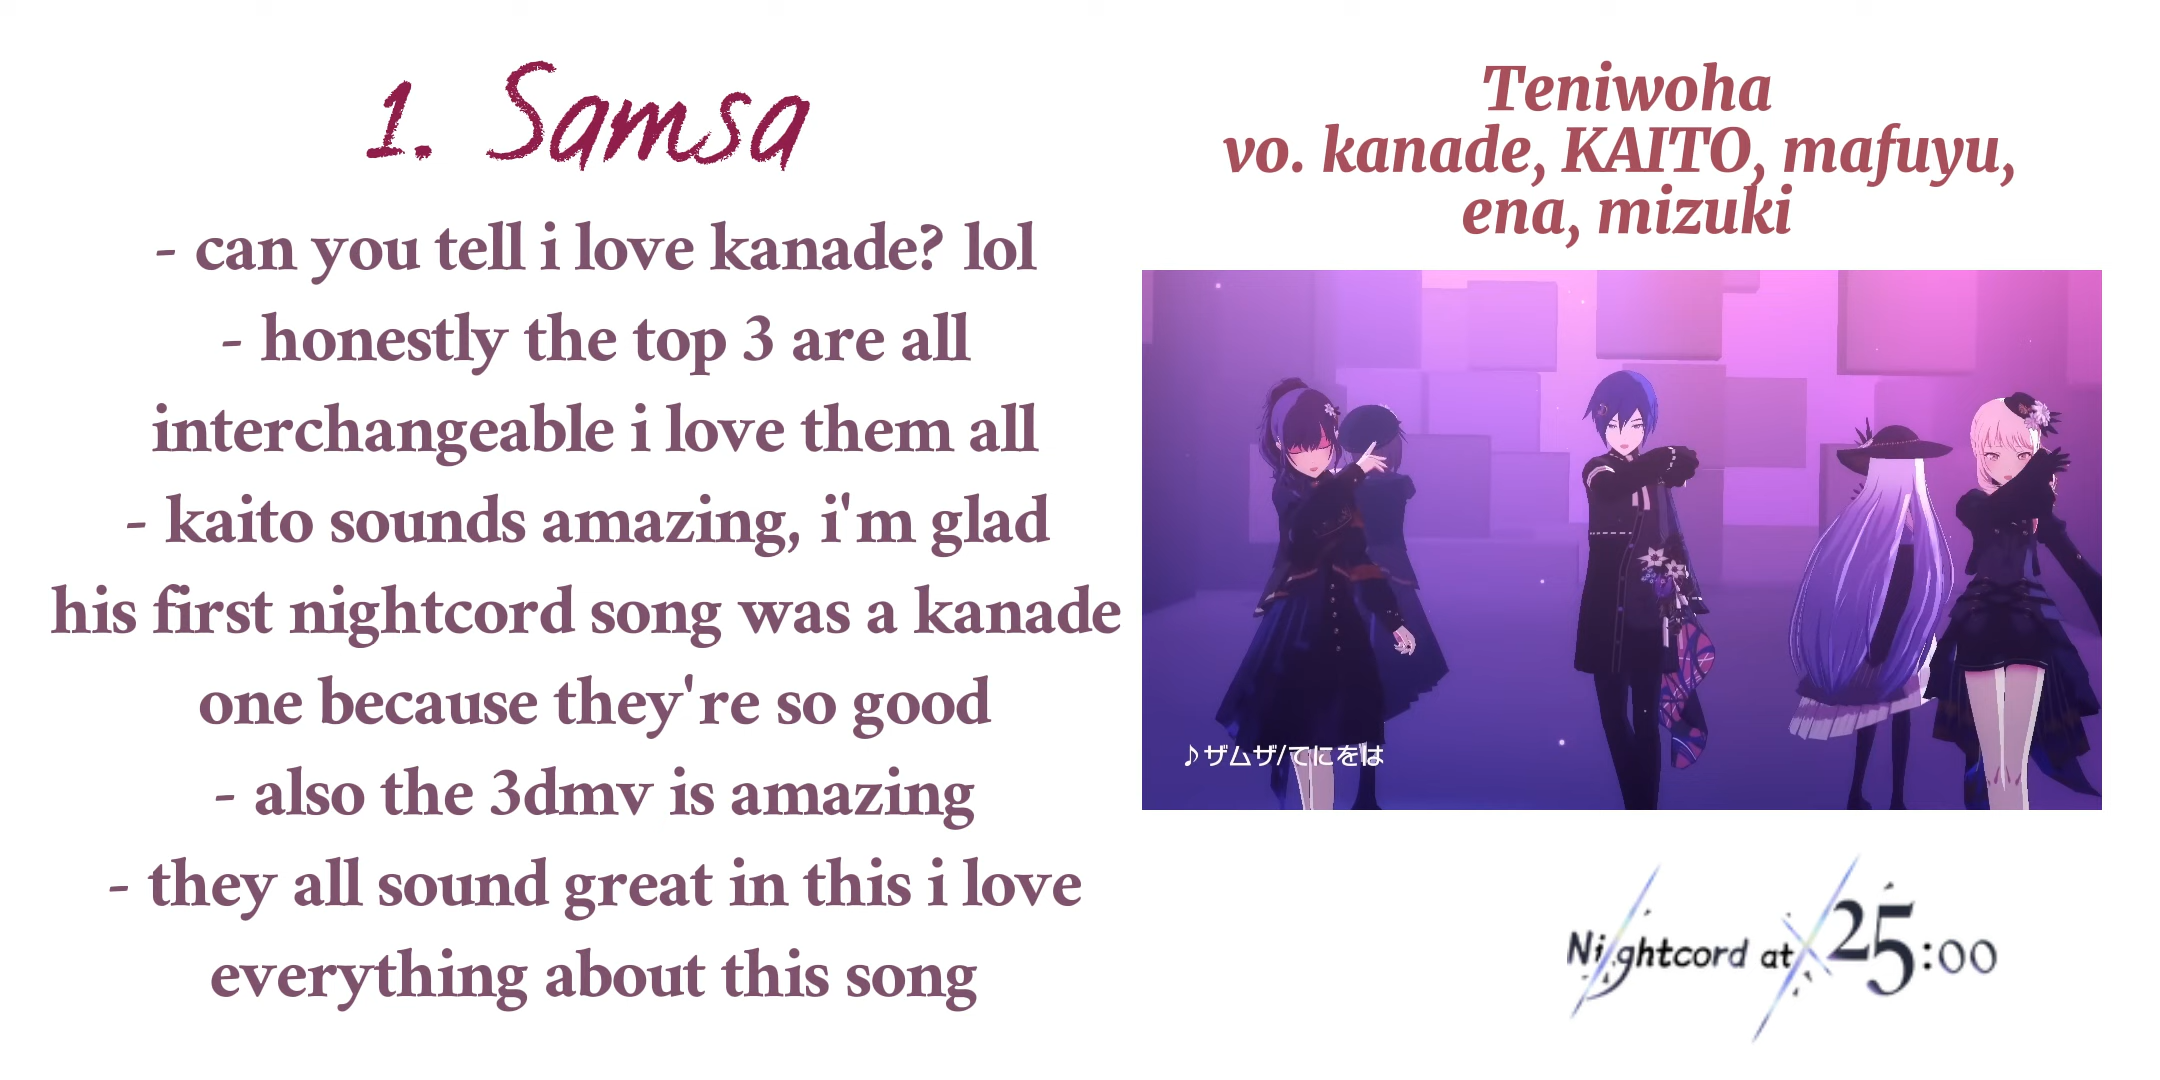 1. Samsa
- can you tell i love kanade? lol
- honestly the top 3 are all
interchangeable i love them all
- kaito sounds amazing, i'm glad
his first nightcord song was a kanade
one because they're so good
- also the 3dmv is amazing
- they all sound great in this i love
everything about this song
Teniwoha
vo. kanade, KAITO, mafuyu,
ena, mizuki
♪ザムザ/てにをは
Nightcord at 25:00